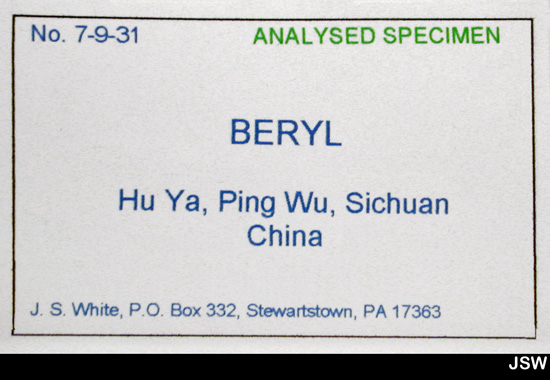 No. 7-9-31 ANALYSED SPECIMEN
BERYL
Hu Ya, Ping Wu, Sichuan
China
J. S. White, P.O. Box 332, Stewartstown, PA 17363
JSW